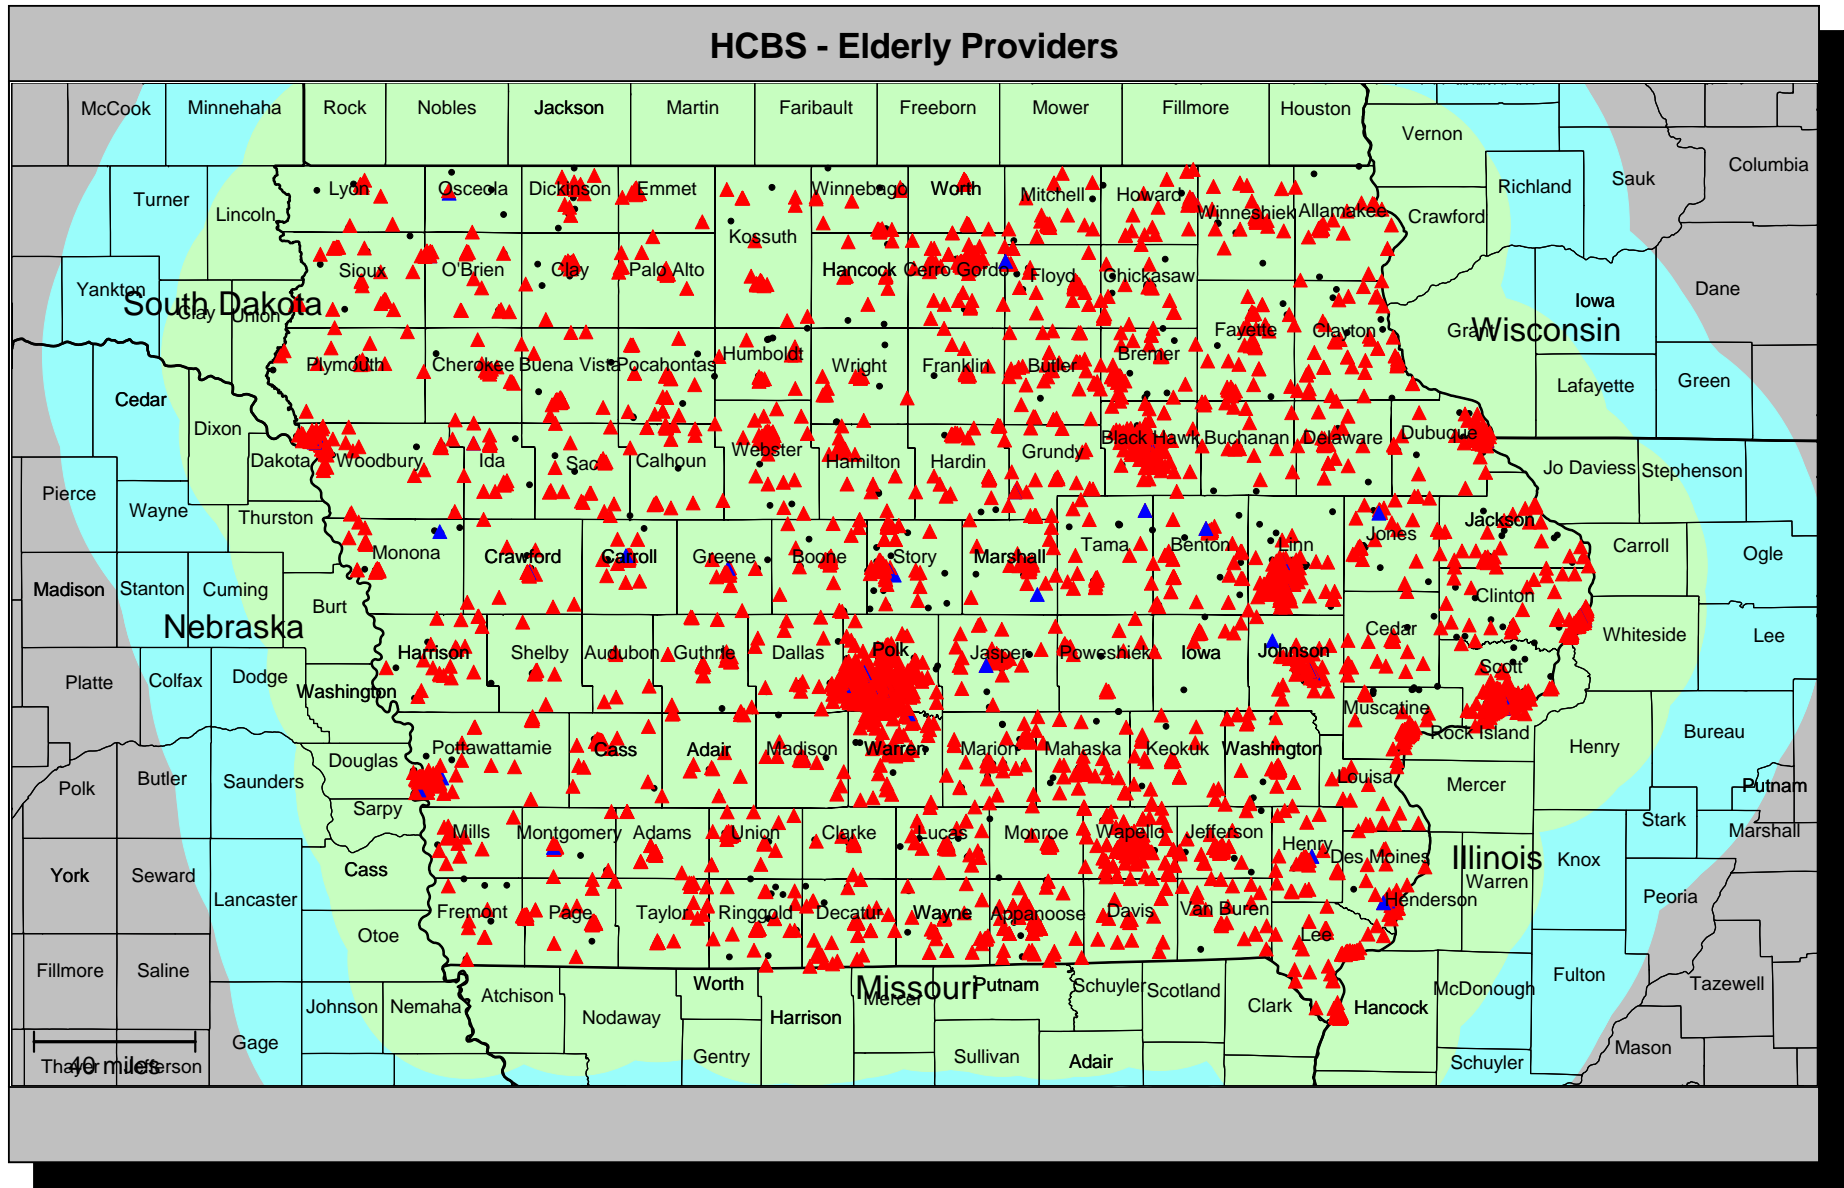 HCBS - Elderly Providers
McCook Minnehaha Rock Nobles Jackson Martin Faribault Freeborn Mower Fillmore Houston
Vernon
Columbia
Turner Lincoln Lyon Osceola Dickinson Emmet Winnebago Worth Mitchell Howard Winneshiek Allamakee Crawford Richland Sauk
Kossuth
Yankton Clay Union Sioux O'Brien Clay Palo Alto Hancock Cerro Gordo Floyd Chickasaw Iowa Dane
South Dakota
Fayette Clayton Grant Wisconsin
Plymouth Cherokee Buena Vista Pocahontas Humboldt Wright Franklin Butler Bremer Lafayette Green
Cedar
Dixon Dakota Woodbury Ida Sac Calhoun Webster Hamilton Hardin Grundy Black Hawk Buchanan Delaware Dubuque Jo Daviess Stephenson
Pierce Wayne Thurston
Monona Crawford Carroll Greene Boone Story Marshall Tama Benton Linn Jones Jackson Carroll Ogle
Madison Stanton Cuming Burt Clinton
Nebraska
Harrison Shelby Audubon Guthrie Dallas Polk Jasper Poweshiek Iowa Johnson Cedar Scott Whiteside Lee
Platte Colfax Dodge Washington Muscatine
Douglas Pottawattamie Cass Adair Madison Warren Marion Mahaska Keokuk Washington Louisa Rock Island Henry Bureau
Polk Butler Saunders Sarpy Mercer Putnam
Mills Montgomery Adams Union Clarke Lucas Monroe Wapello Jefferson Henry Des Moines Stark Marshall
Illinois
York Seward Cass Lancaster Warren Knox Peoria
Fremont Page Taylor Ringgold Decatur Wayne Appanoose Davis Van Buren Lee Henderson
Otoe
Fillmore Saline Johnson Nemaha Atchison Nodaway Worth Harrison Mercer Putnam Schuyler Scotland Clark Hancock McDonough Fulton Tazewell
Missouri
Gage Gentry Sullivan Adair Schuyler Mason
Thayer Jefferson
40 miles